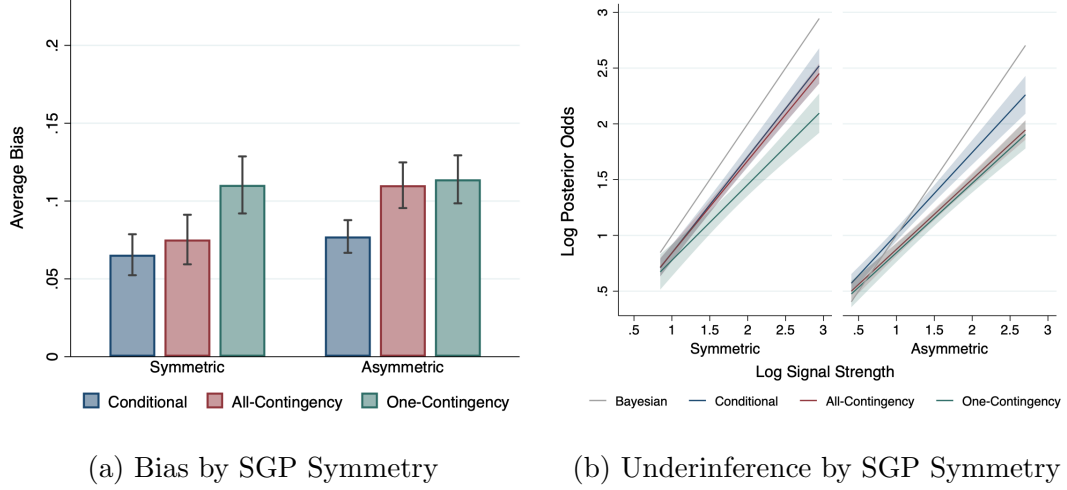 Average Bias
.2
.15
.1
.05
0
Symmetric
Asymmetric
Conditional
All-Contingency
One-Contingency
(a) Bias by SGP Symmetry
Log Posterior Odds
3
2.5
2
1.5
1
.5
.5 1 1.5 2 2.5 3
.5 1 1.5 2 2.5 3
Symmetric
Asymmetric
Log Signal Strength
Bayesian
Conditional
All-Contingency
One-Contingency
(b) Underinference by SGP Symmetry